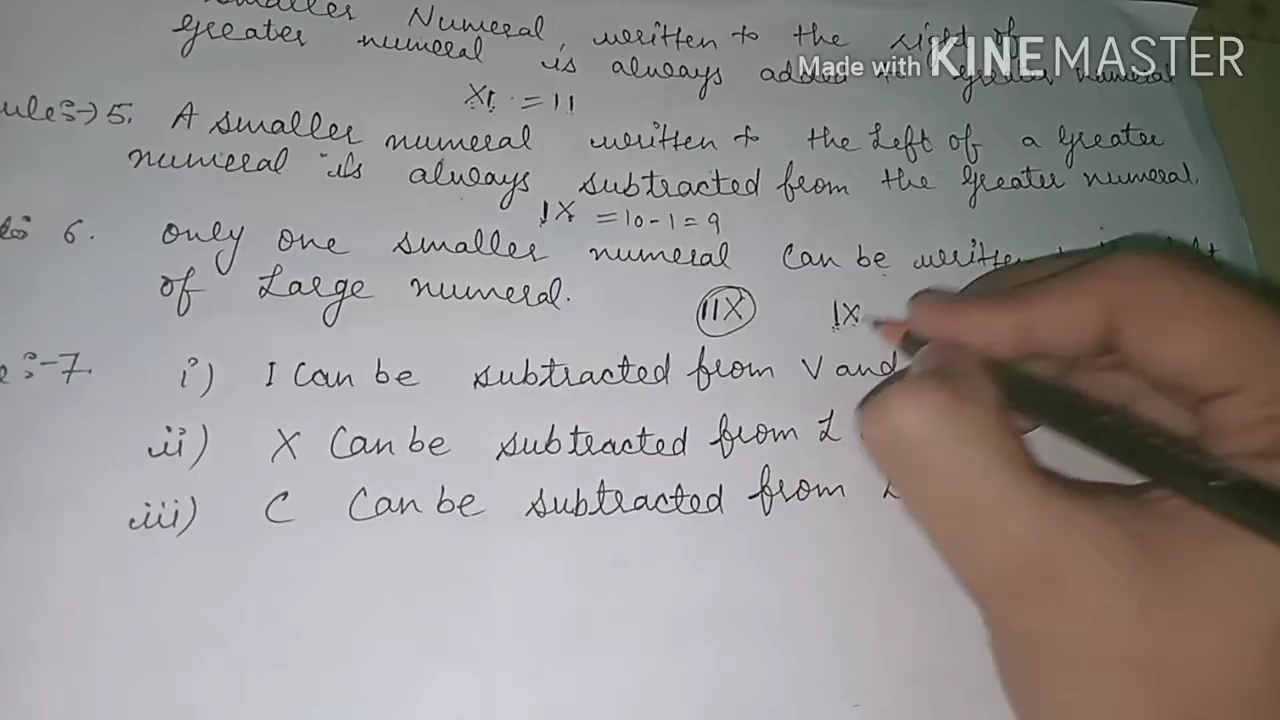 Numeral, written to the right of
greater numeral is always added to greater numeral
Made with KINEMASTER
XI = 11
5. A smaller numeral written to the Left of a greater
numeral is always subtracted from the greater numeral.
IX = 10-1=9
6. only one smaller numeral can be written
of Large numeral.
IIX IX
:-7. i) I can be subtracted from V and
ii) X can be subtracted from L
iii) C can be subtracted from